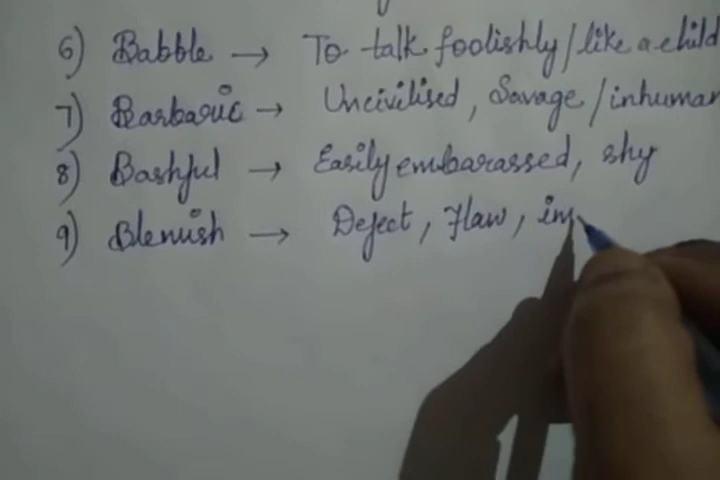 6) Babble → To talk foolishly/like a child
7) Barbaric → Uncivilised, Savage/inhuman
8) Bashful → Easily embarassed, shy
9) Blemish → Defect, Flaw, im